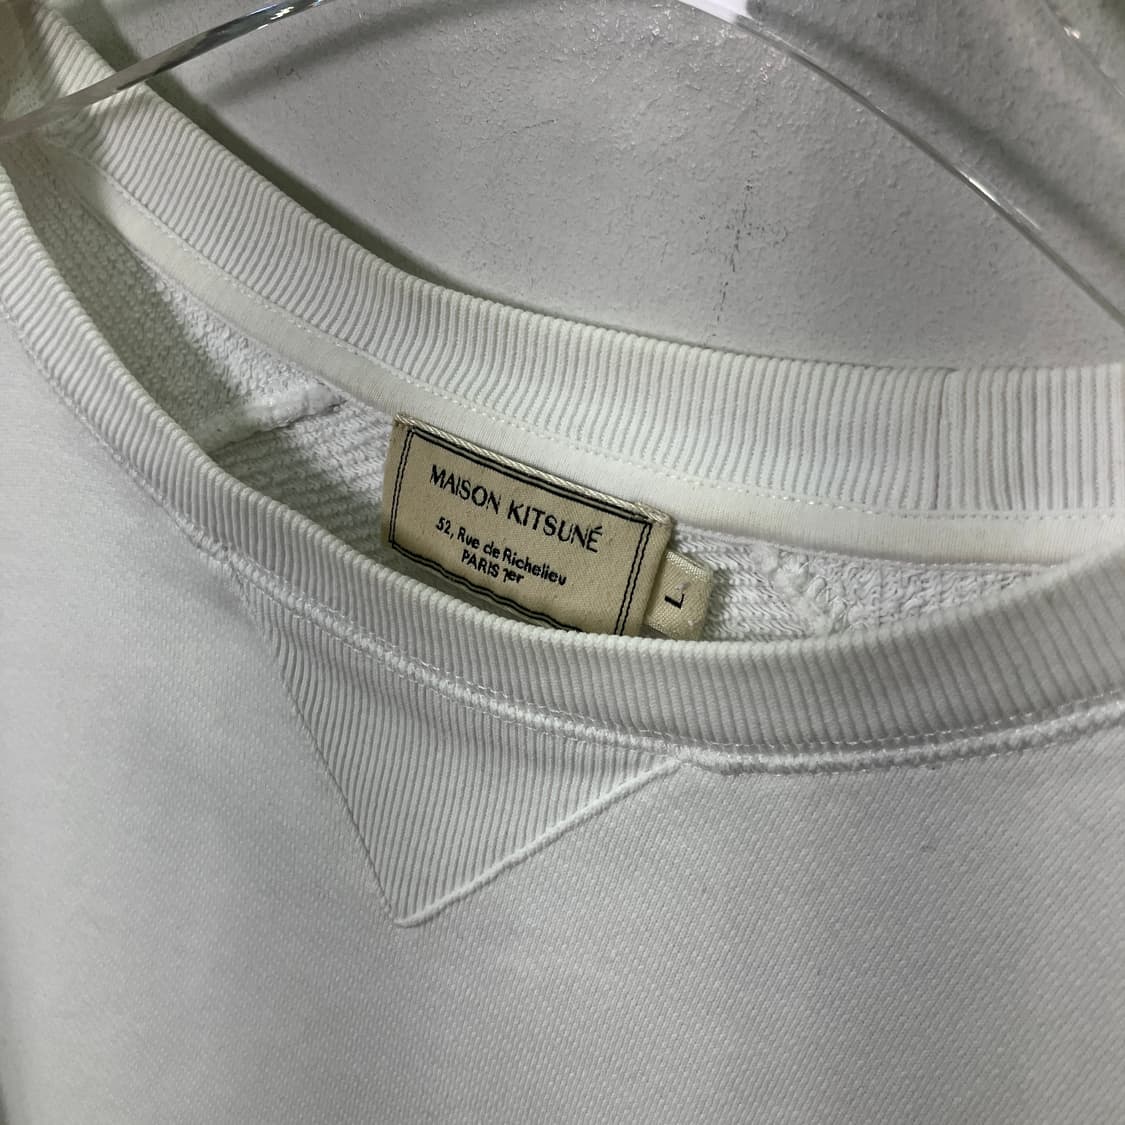 MAISON KITSUNÉ
52, Rue de Richelieu
PARIS 1er
L